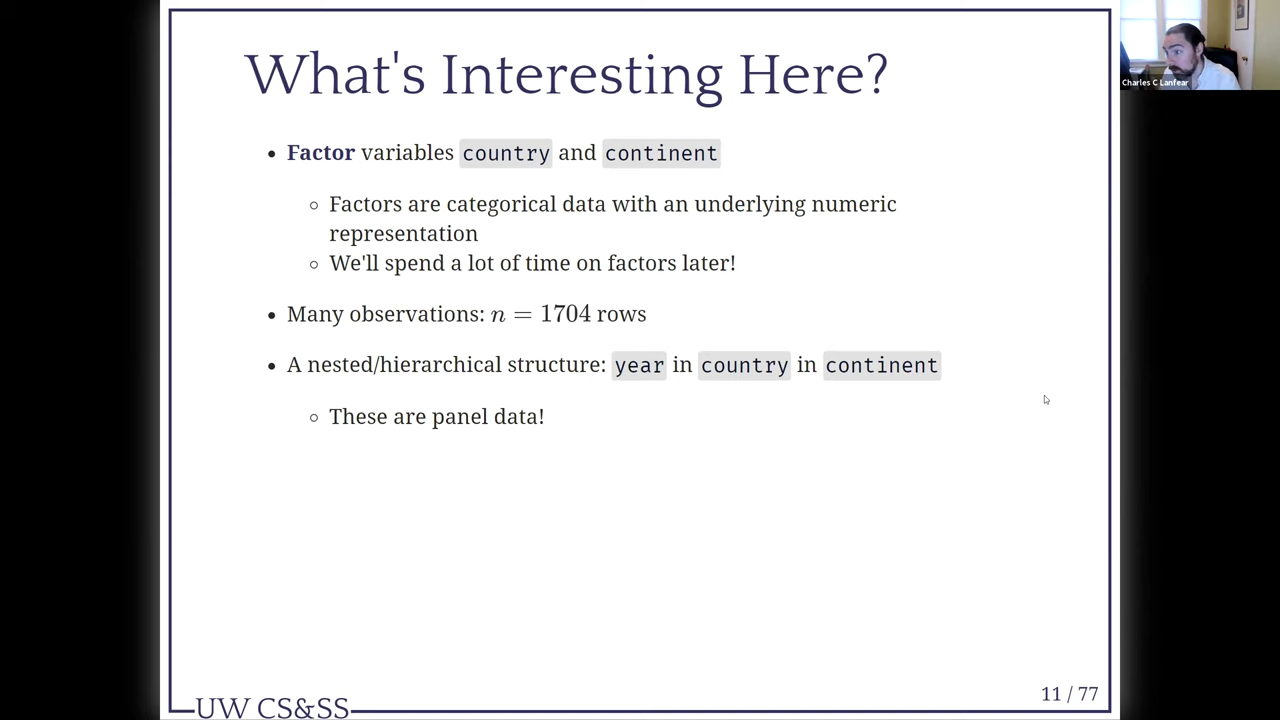 What's Interesting Here?
Charles C Lanfear
• Factor variables country and continent
◦ Factors are categorical data with an underlying numeric
representation
◦ We'll spend a lot of time on factors later!
• Many observations: n = 1704 rows
• A nested/hierarchical structure: year in country in continent
◦ These are panel data!
11 / 77
UW CS&SS